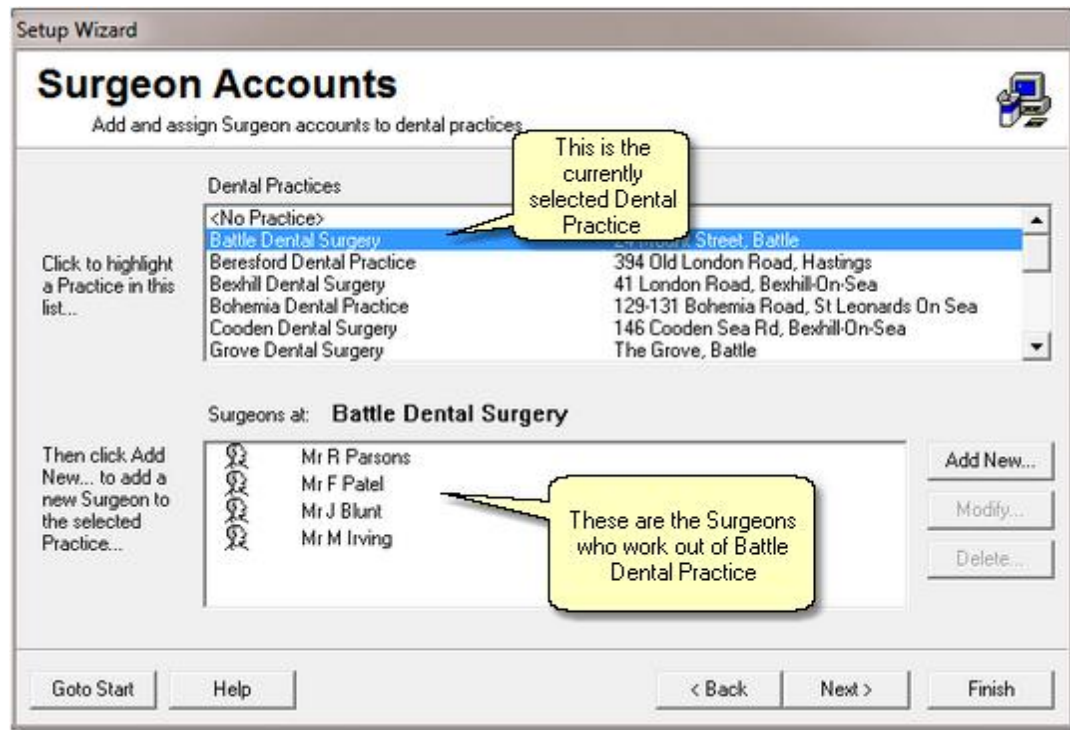 Setup Wizard
Surgeon Accounts
Add and assign Surgeon accounts to dental practices
This is the
currently
selected Dental
Practice
Dental Practices
<No Practice>
Battle Dental Surgery 24 Mount Street, Battle
Beresford Dental Practice 394 Old London Road, Hastings
Bexhill Dental Surgery 41 London Road, Bexhill-On-Sea
Bohemia Dental Practice 129-131 Bohemia Road, St Leonards On Sea
Cooden Dental Surgery 146 Cooden Sea Rd, Bexhill-On-Sea
Grove Dental Surgery The Grove, Battle
Click to highlight
a Practice in this
list...
Surgeons at: Battle Dental Surgery
Then click Add
New... to add a
new Surgeon to
the selected
Practice...
Mr R Parsons
Mr F Patel
Mr J Blunt
Mr M Irving
These are the Surgeons
who work out of Battle
Dental Practice
Add New...
Modify...
Delete...
Goto Start Help < Back Next > Finish